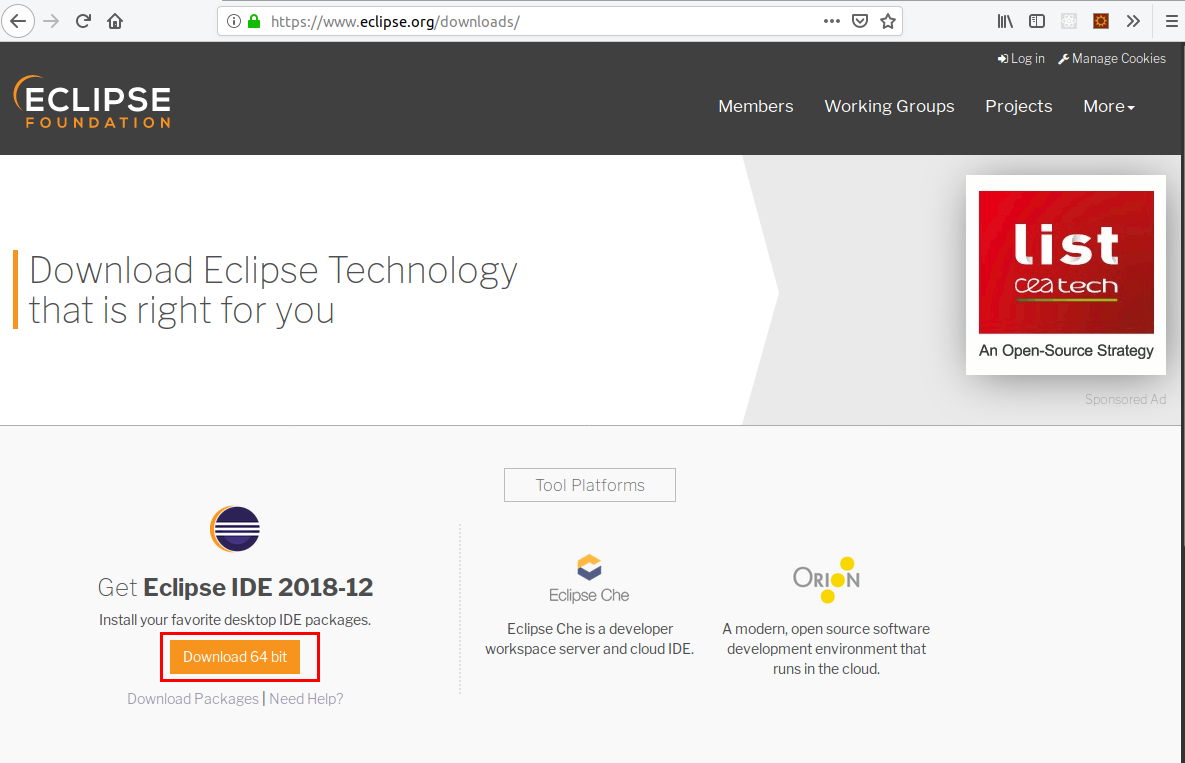 https://www.eclipse.org/downloads/
Log in Manage Cookies
ECLIPSE
FOUNDATION
Members Working Groups Projects More
Download Eclipse Technology
that is right for you
list
cea tech
An Open-Source Strategy
Sponsored Ad
Tool Platforms
Get Eclipse IDE 2018-12
Install your favorite desktop IDE packages.
Download 64 bit
Download Packages | Need Help?
Eclipse Che
Eclipse Che is a developer
workspace server and cloud IDE.
ORION
A modern, open source software
development environment that
runs in the cloud.